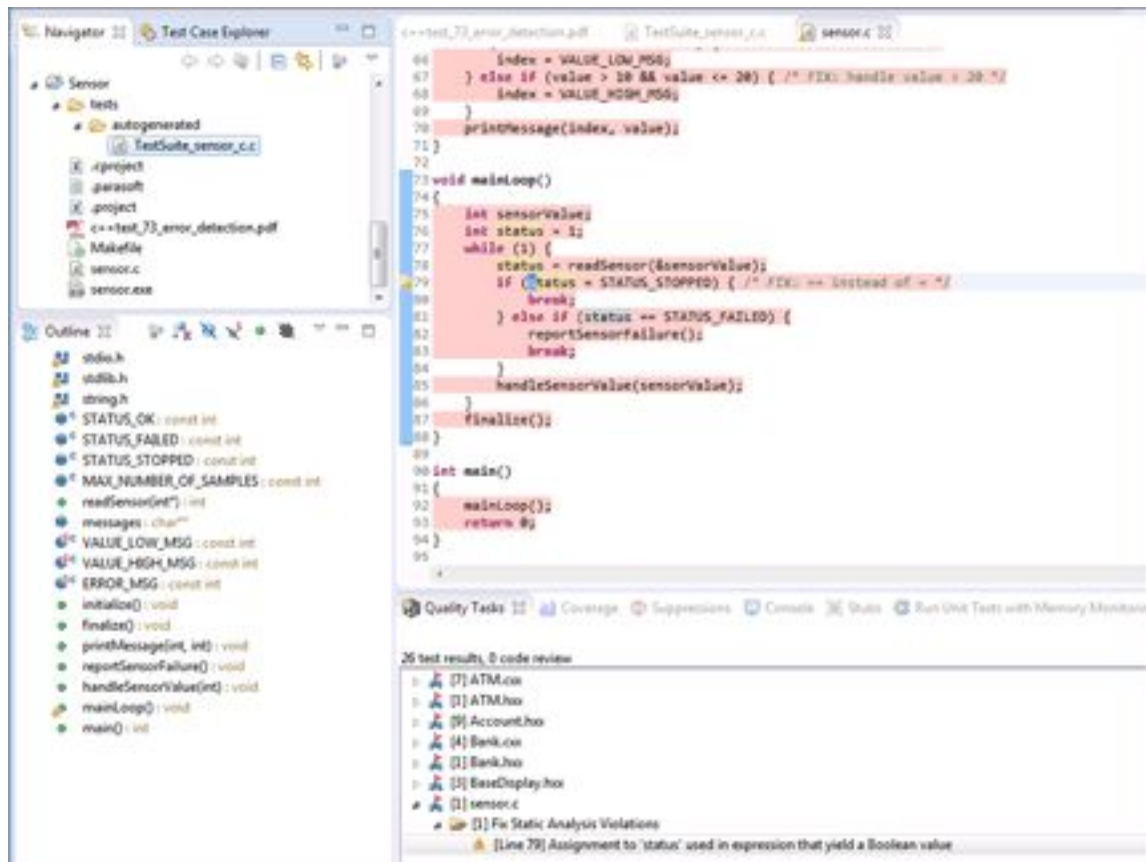 Navigator
Test Case Explorer
Sensor
tests
autogenerated
TestSuite_sensor_c.c
.cproject
.parasoft
.project
c++test_73_error_detection.pdf
Makefile
sensor.c
sensor.exe
Outline
stdio.h
stdlib.h
string.h
STATUS_OK : const int
STATUS_FAILED : const int
STATUS_STOPPED : const int
MAX_NUMBER_OF_SAMPLES : const int
readSensor(int*) : int
messages : char**
VALUE_LOW_MSG : const int
VALUE_HIGH_MSG : const int
ERROR_MSG : const int
initialize() : void
finalize() : void
printMessage(int, int) : void
reportSensorFailure() : void
handleSensorValue(int) : void
mainLoop() : void
main() : int
c++test_73_error_detection.pdf
TestSuite_sensor_c.c
sensor.c
66 index = VALUE_LOW_MSG;
67 } else if (value > 10 && value <= 20) { /* FIX: handle value > 20 */
68 index = VALUE_HIGH_MSG;
69 }
70 printMessage(index, value);
71 }
72
73 void mainLoop()
74 {
75 int sensorValue;
76 int status = 1;
77 while (1) {
78 status = readSensor(&sensorValue);
79 if (status = STATUS_STOPPED) { /* FIX: == instead of = */
80 break;
81 } else if (status == STATUS_FAILED) {
82 reportSensorFailure();
83 break;
84 }
85 handleSensorValue(sensorValue);
86 }
87 finalize();
88 }
89
90 int main()
91 {
92 mainLoop();
93 return 0;
94 }
95
Quality Tasks
Coverage
Suppressions
Console
Stubs
Run Unit Tests with Memory Monitor
26 test results, 0 code review
[7] ATM.cxx
[1] ATM.hxx
[9] Account.hxx
[4] Bank.cxx
[1] Bank.hxx
[3] BaseDisplay.hxx
[1] sensor.c
[1] Fix Static Analysis Violations
[Line 79] Assignment to 'status' used in expression that yield a Boolean value